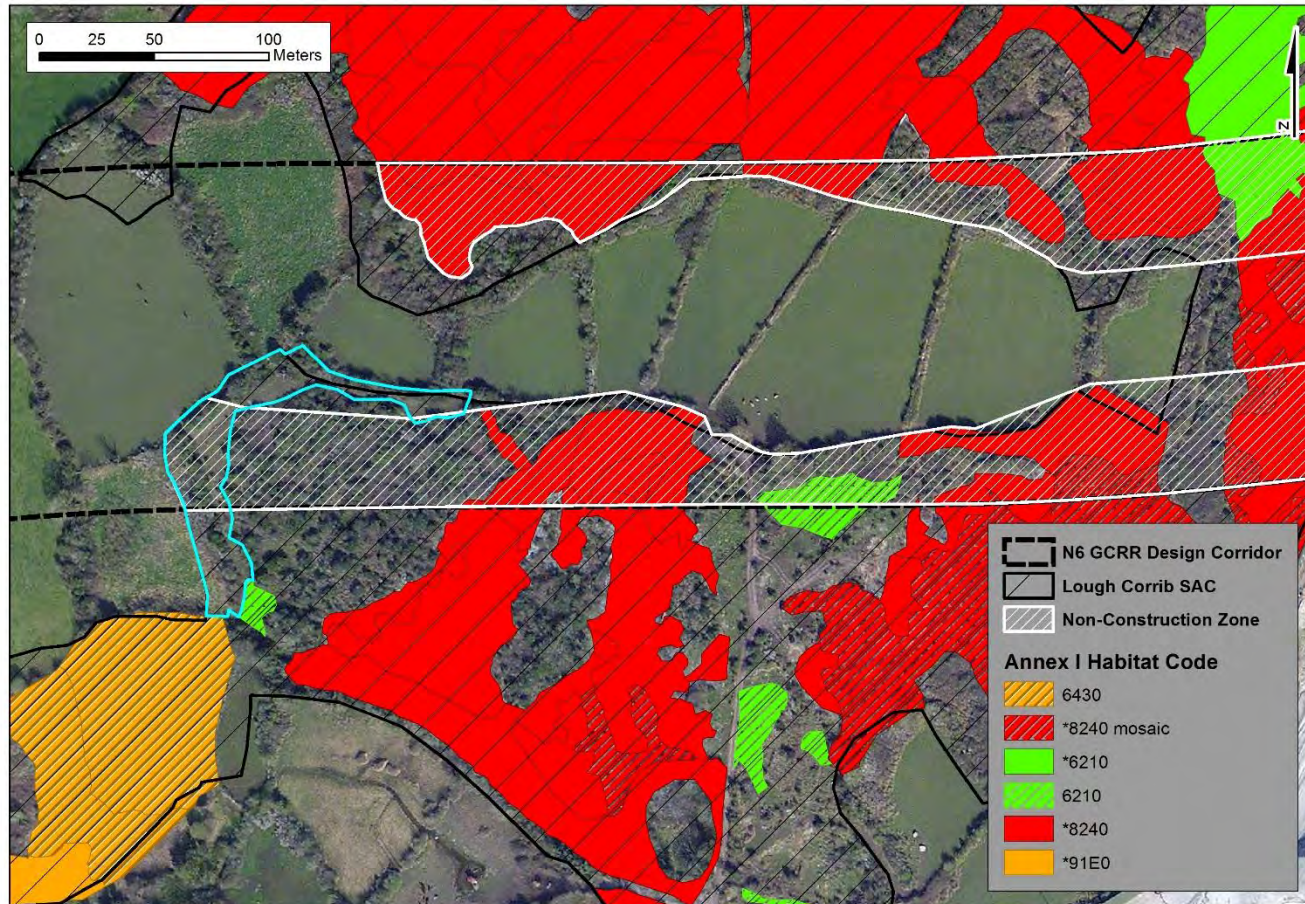 0 25 50 100
Meters
N
N6 GCRR Design Corridor
Lough Corrib SAC
Non-Construction Zone
Annex I Habitat Code
6430
*8240 mosaic
*6210
6210
*8240
*91E0